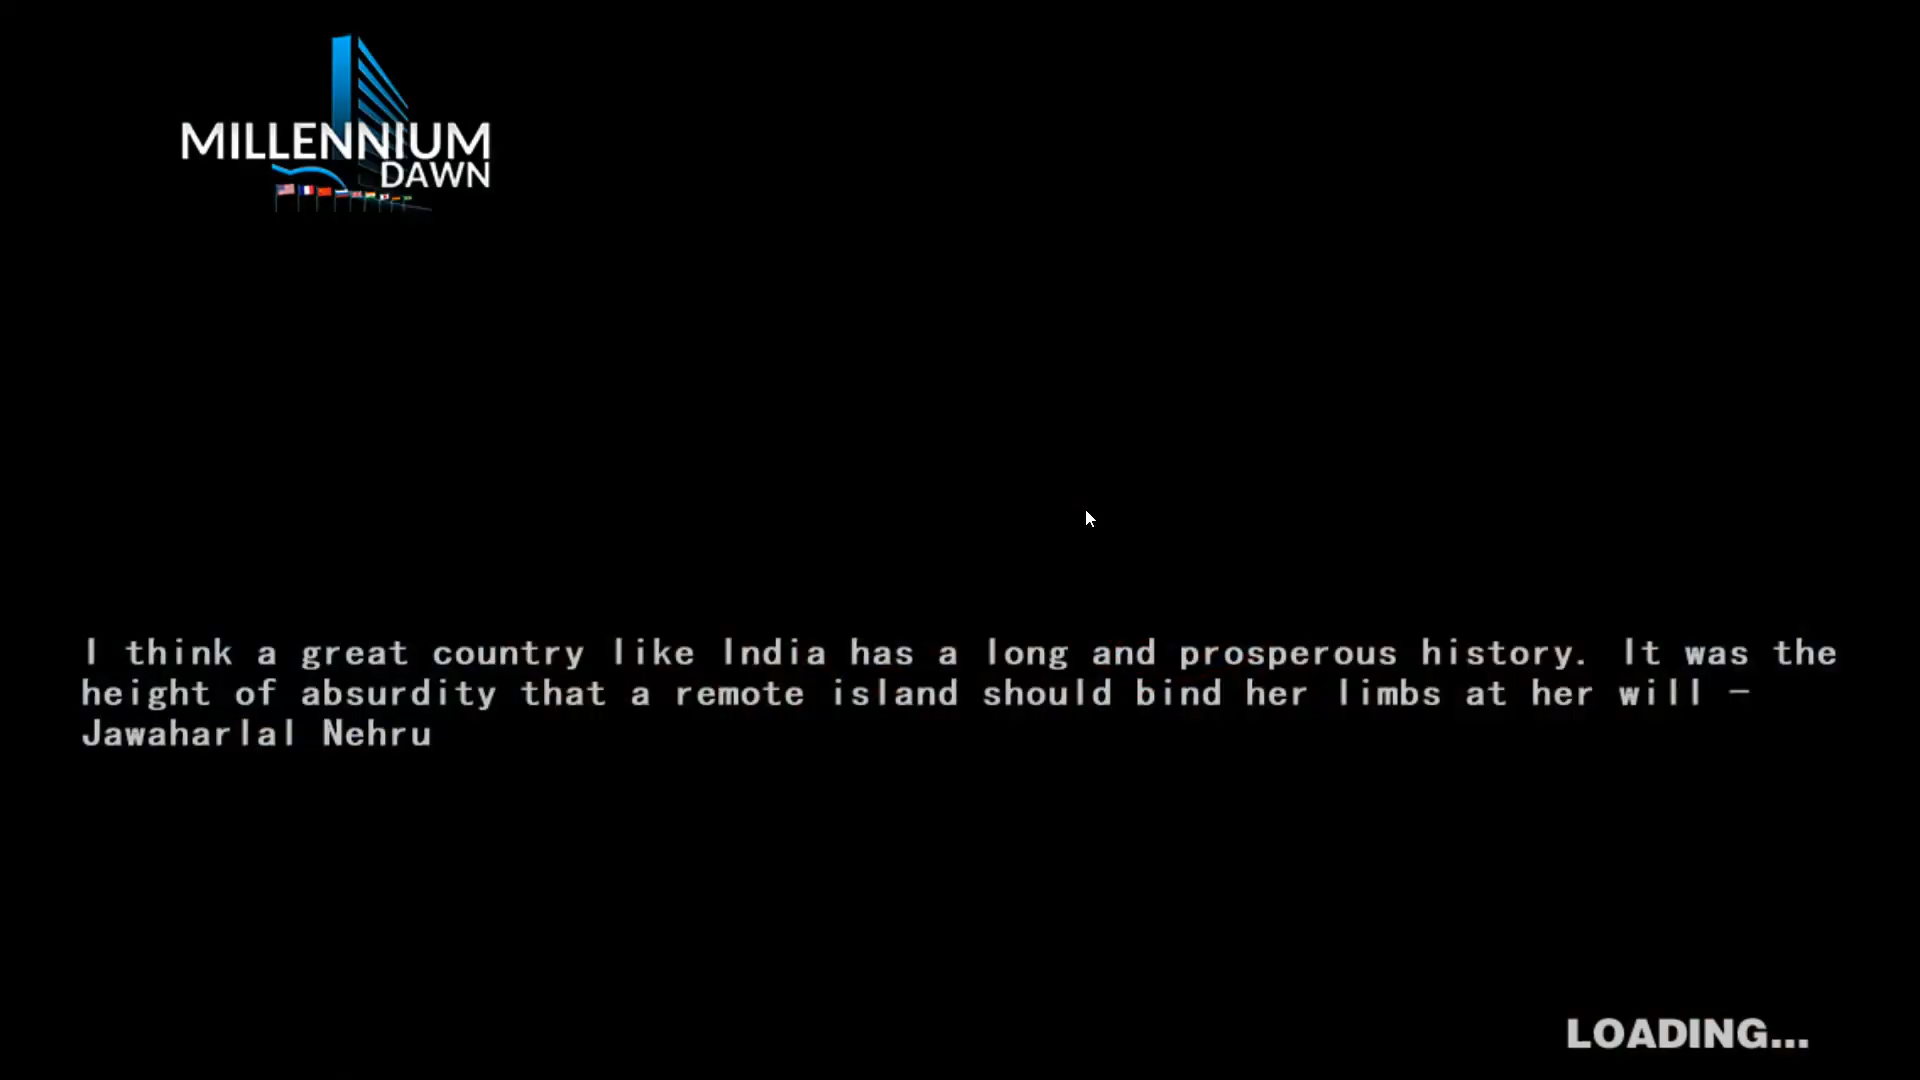 MILLENNIUM
DAWN
I think a great country like India has a long and prosperous history. It was the
height of absurdity that a remote island should bind her limbs at her will —
Jawaharlal Nehru
LOADING...